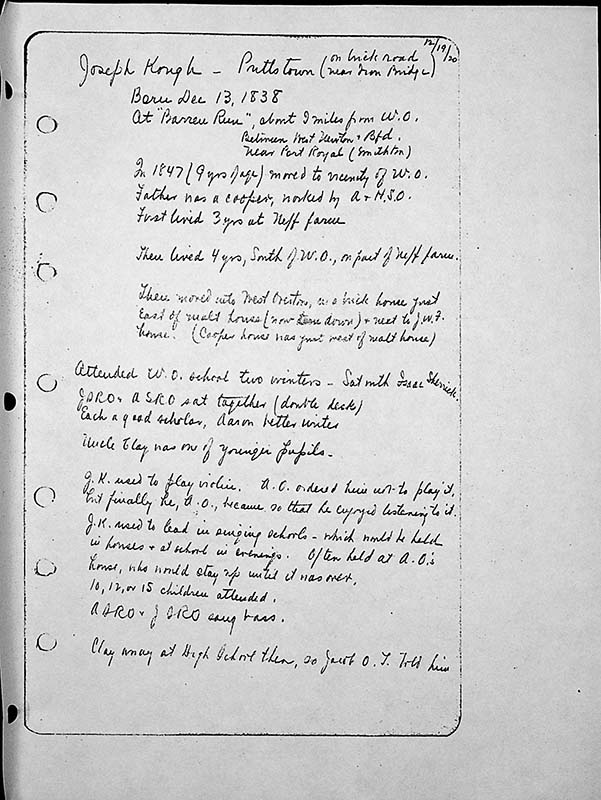 12/19/20
Joseph Hough – Pruttstown (on brick road
near Iron Bridge)
Born Dec 13, 1838
At "Barren Run", about 9 miles from W.O.
Between West Newton & Bfd.
Near Port Royal (Smithton)
In 1847 (9 yrs of age) moved to vicinity of W.O.
Father was a cooper, worked by A & H.S.O.
First lived 3 yrs at Neff farm
Then lived 4 yrs, South of W.O., on part of Neff farm.
Then moved into West Overton, in a brick house just
East of malt house (now torn down) & next to J.W.F.
house. (Cooper house was just west of malt house)
Attended W.O. school two winters – Sat with Isaac Sherrick.
JSRO & ASRO sat together (double desk)
Each a good scholar, Aaron better writer
Uncle Clay was one of younger pupils –
J.K. used to play violin. A.O. ordered him not to play it,
but finally he, A.O., became so that he enjoyed listening to it.
J.K. used to lead in singing schools – which would be held
in houses & at school in evenings. Often held at A.O.'s
house, who would stay up until it was over.
10, 12, or 15 children attended.
ASRO & JSRO sang bass.
Clay away at High School then, so Jacob O. T. told him